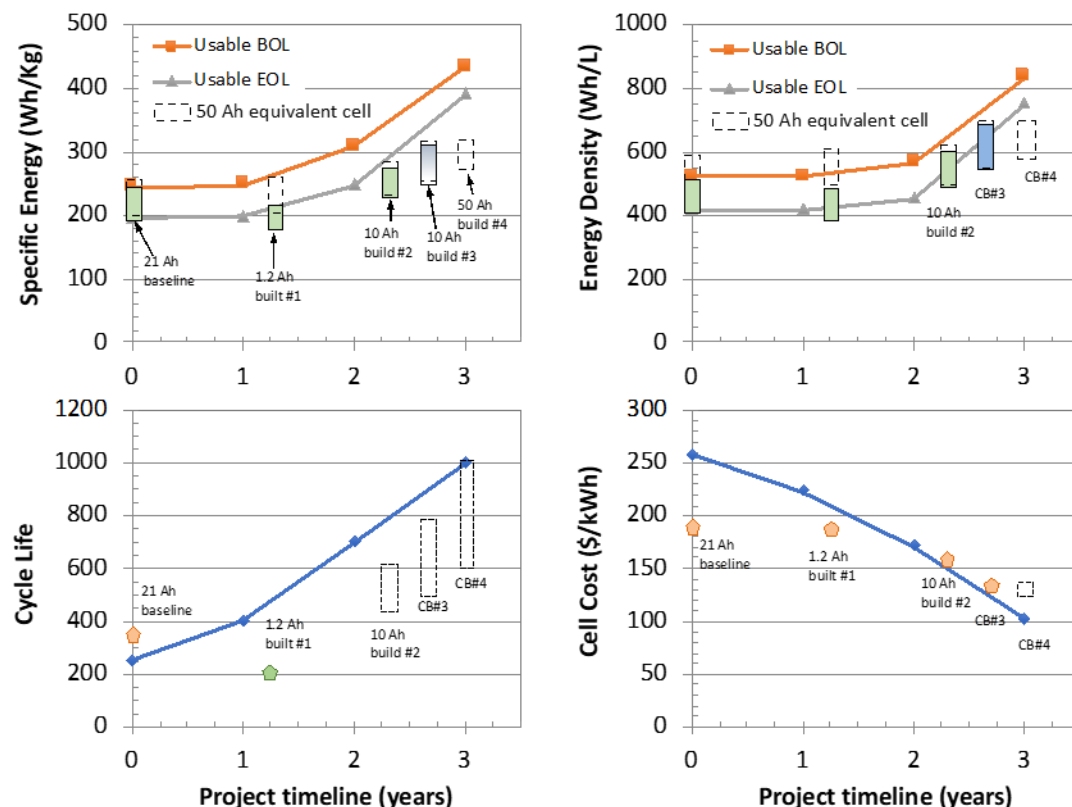 Specific Energy (Wh/Kg)
500
400
300
200
100
0
Usable BOL
Usable EOL
50 Ah equivalent cell
21 Ah
baseline
1.2 Ah
built #1
10 Ah
build #2
10 Ah
build #3
50 Ah
build #4
0 1 2 3
Energy Density (Wh/L)
1000
800
600
400
200
0
Usable BOL
Usable EOL
50 Ah equivalent cell
10 Ah
build #2
CB#3
CB#4
0 1 2 3
Cycle Life
1200
1000
800
600
400
200
0
21 Ah
baseline
1.2 Ah
built #1
10 Ah
build #2
CB#3
CB#4
0 1 2 3
Project timeline (years)
Cell Cost ($/kWh)
300
250
200
150
100
50
0
21 Ah
baseline
1.2 Ah
built #1
10 Ah
build #2
CB#3
CB#4
0 1 2 3
Project timeline (years)